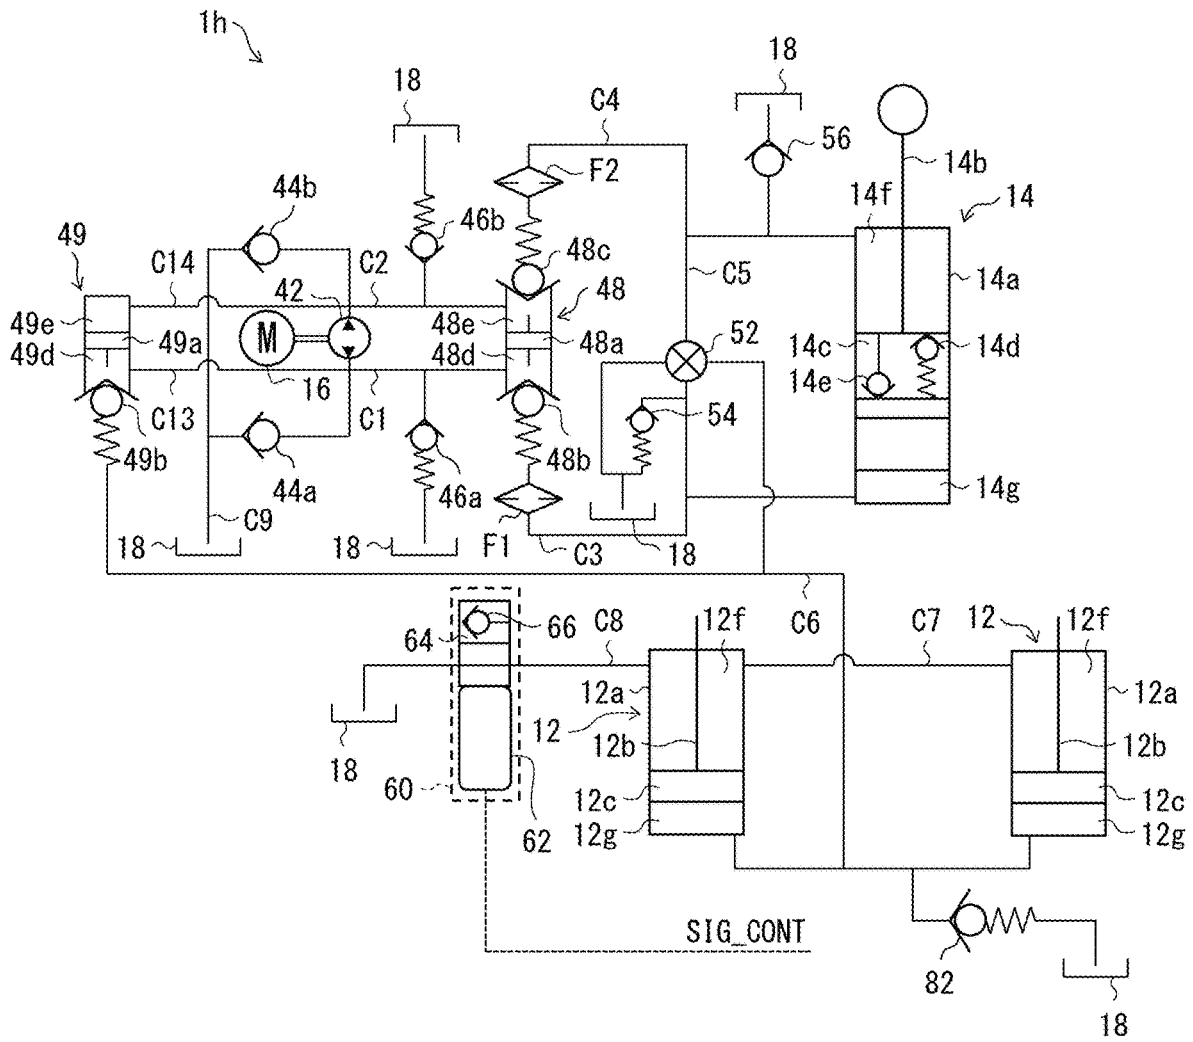 1h
18
C4
18
56
14b
F2
14f
14
44b
46b
49
C14
C2
48c
C5
14a
42
48
49e
49a
M
48e
48a
52
49d
48d
14c
14d
14e
C13
16
C1
54
49b
44a
46a
48b
14g
C9
18
18
F1
C3
18
64
66
C8
12f
C6
C7
12
12f
12a
12a
12
12b
12b
18
60
12c
12c
62
12g
12g
SIG_CONT
82
18